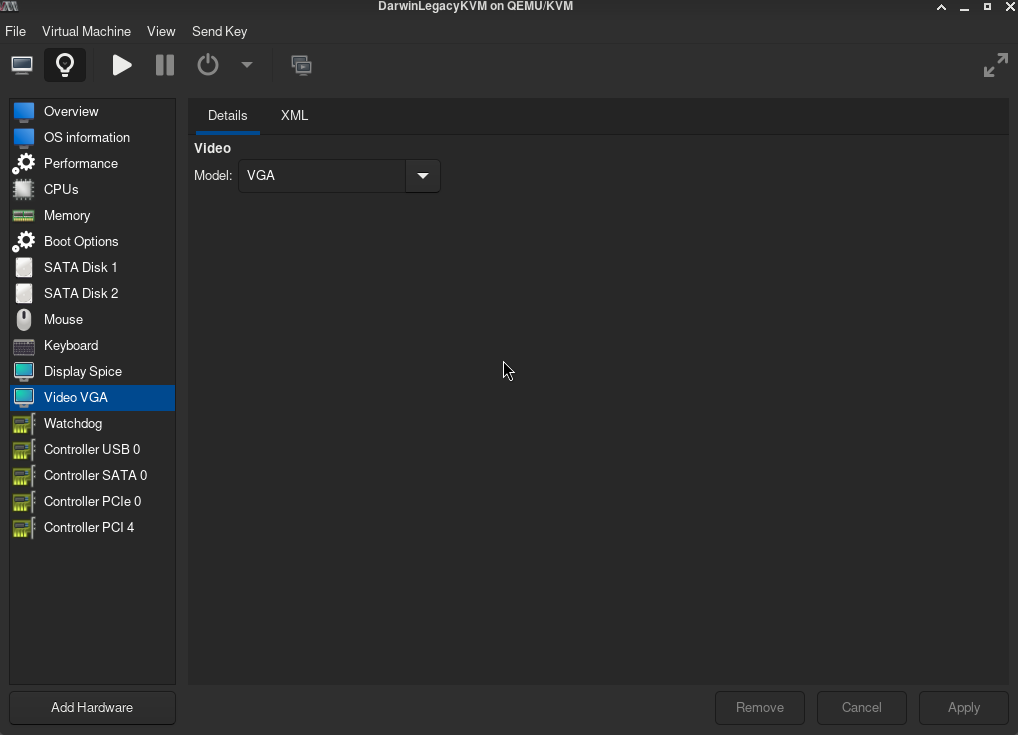 DarwinLegacyKVM on QEMU/KVM
File Virtual Machine View Send Key
Overview
OS information
Performance
CPUs
Memory
Boot Options
SATA Disk 1
SATA Disk 2
Mouse
Keyboard
Display Spice
Video VGA
Watchdog
Controller USB 0
Controller SATA 0
Controller PCIe 0
Controller PCI 4
Add Hardware
Details XML
Video
Model: VGA
Remove Cancel Apply